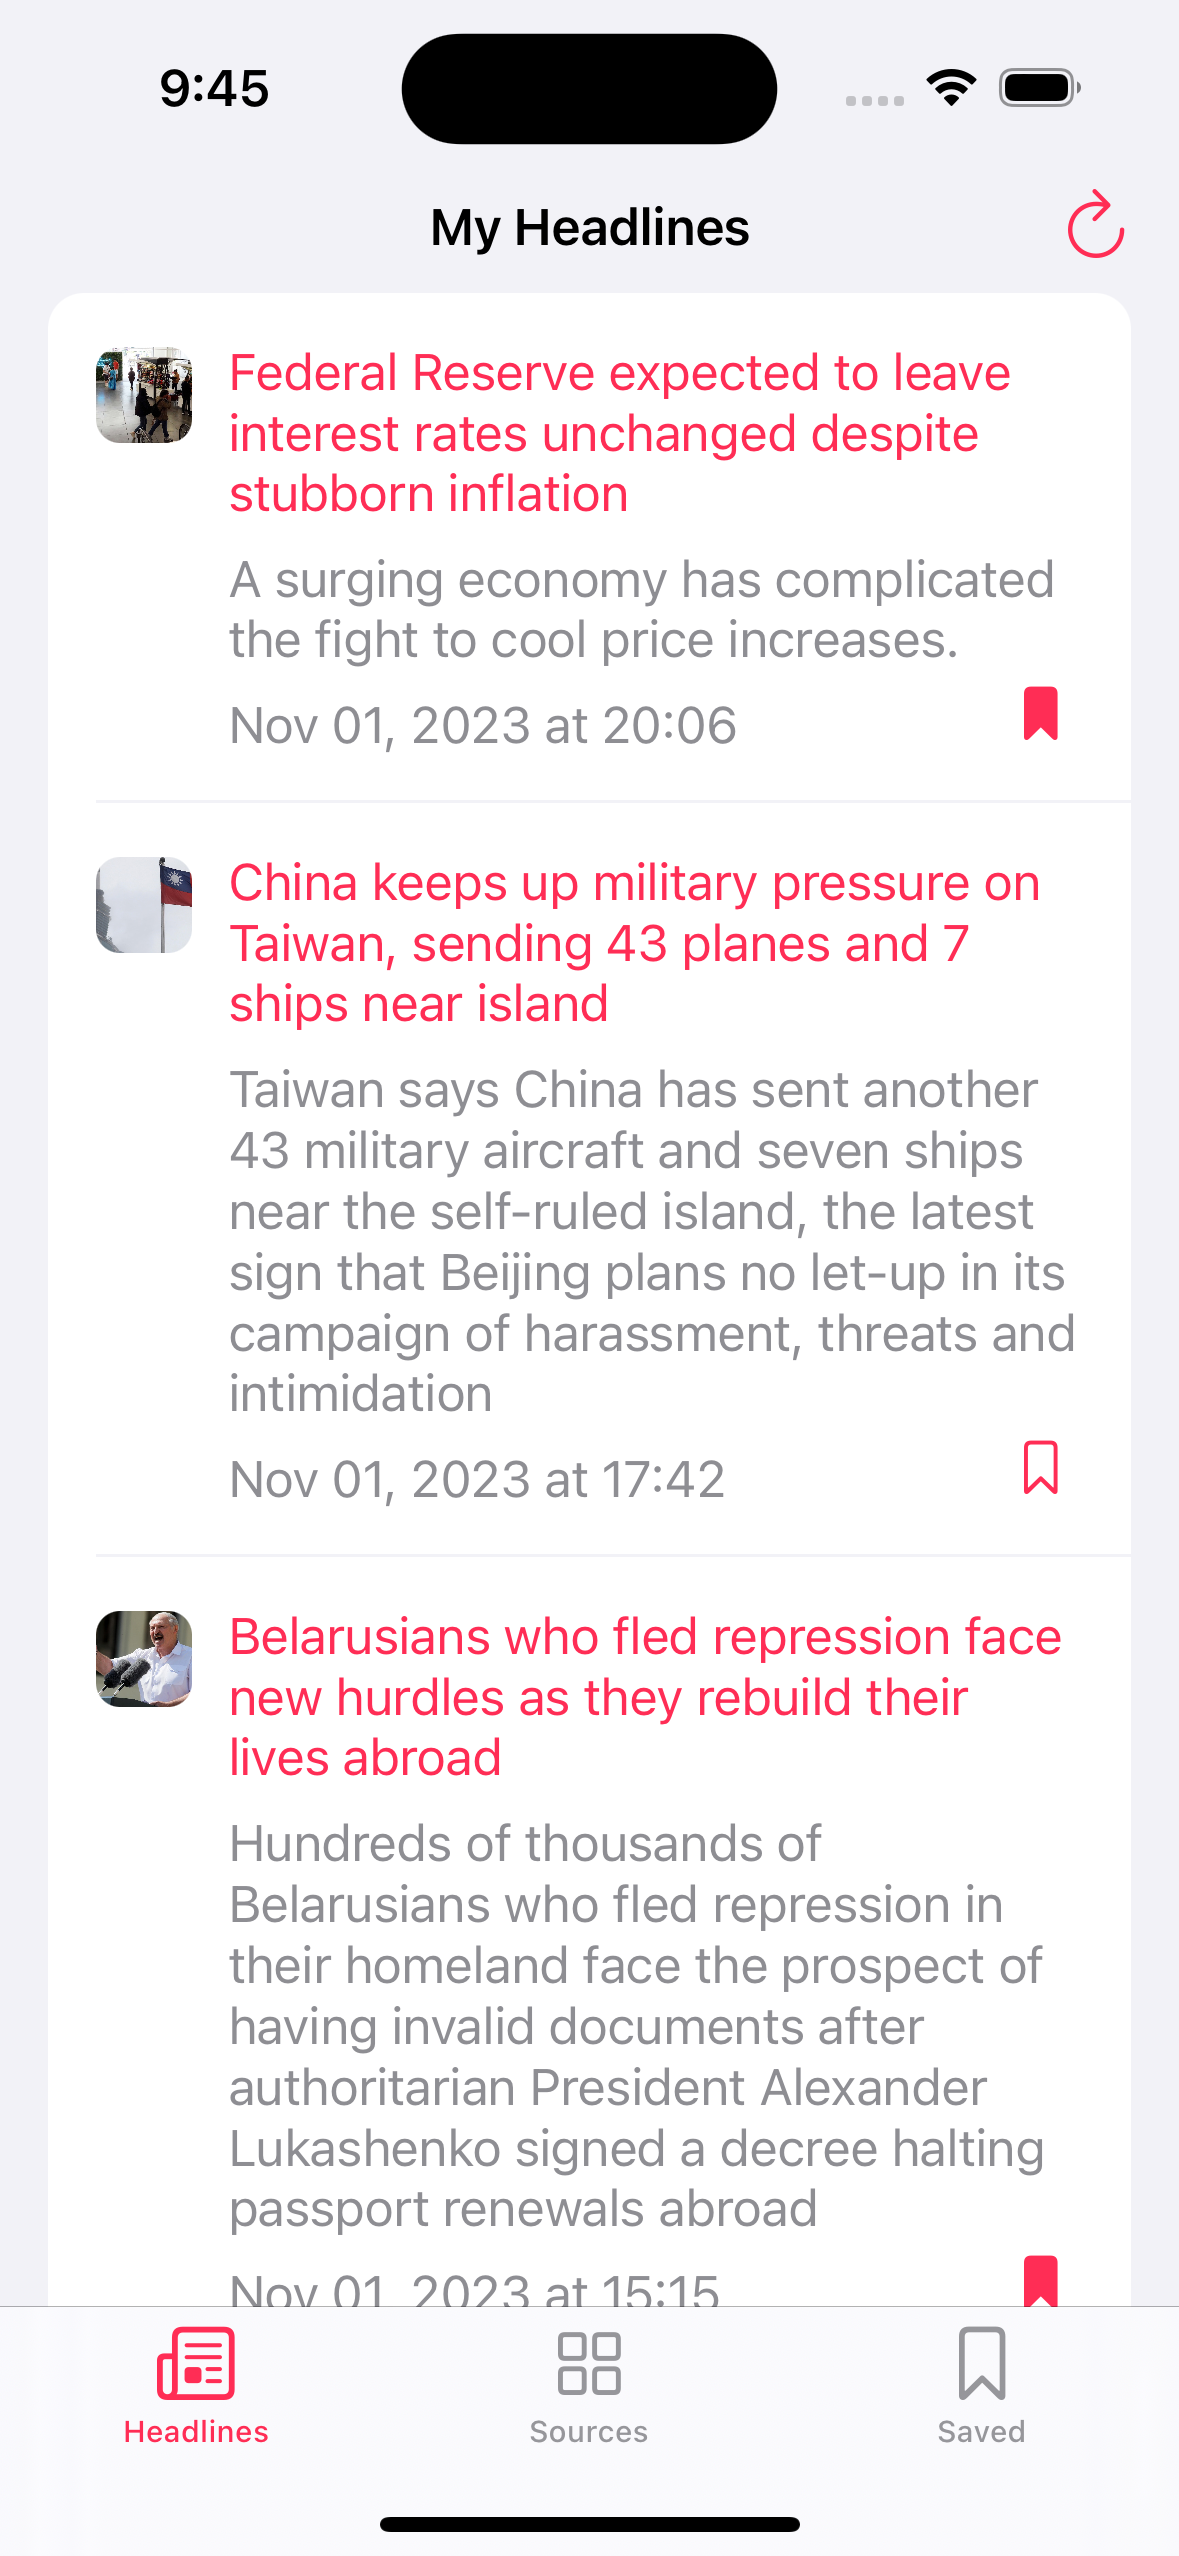 9:45
My Headlines
Federal Reserve expected to leave
interest rates unchanged despite
stubborn inflation
A surging economy has complicated
the fight to cool price increases.
Nov 01, 2023 at 20:06
China keeps up military pressure on
Taiwan, sending 43 planes and 7
ships near island
Taiwan says China has sent another
43 military aircraft and seven ships
near the self-ruled island, the latest
sign that Beijing plans no let-up in its
campaign of harassment, threats and
intimidation
Nov 01, 2023 at 17:42
Belarusians who fled repression face
new hurdles as they rebuild their
lives abroad
Hundreds of thousands of
Belarusians who fled repression in
their homeland face the prospect of
having invalid documents after
authoritarian President Alexander
Lukashenko signed a decree halting
passport renewals abroad
Nov 01, 2023 at 15:15
Headlines
Sources
Saved